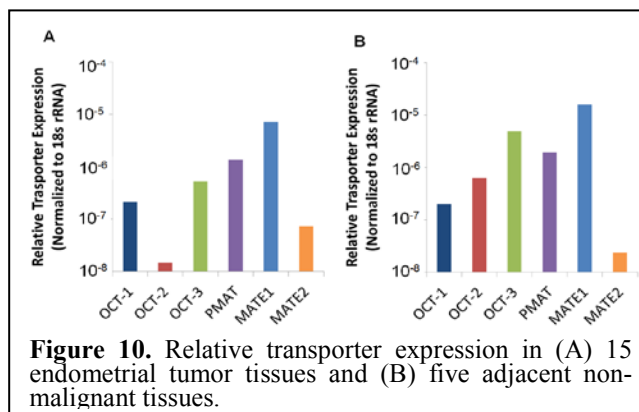 A
Relative Trasporter Expression
(Normalized to 18s rRNA)
10⁻⁴
10⁻⁵
10⁻⁶
10⁻⁷
10⁻⁸
OCT-1
OCT-2
OCT-3
PMAT
MATE1
MATE2
B
Relative Trasporter Expression
(Normalized to 18s rRNA)
10⁻⁴
10⁻⁵
10⁻⁶
10⁻⁷
10⁻⁸
OCT-1
OCT-2
OCT-3
PMAT
MATE1
MATE2
Figure 10. Relative transporter expression in (A) 15
endometrial tumor tissues and (B) five adjacent non-
malignant tissues.